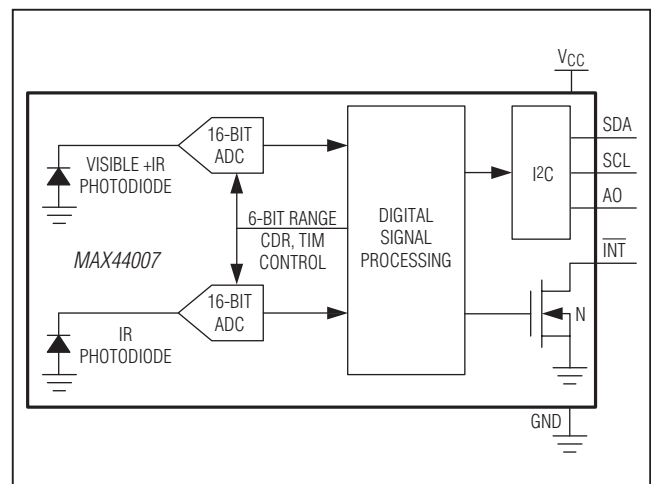 VCC
VISIBLE +IR
PHOTODIODE
16-BIT
ADC
6-BIT RANGE
CDR, TIM
CONTROL
MAX44007
16-BIT
ADC
IR
PHOTODIODE
DIGITAL
SIGNAL
PROCESSING
I2C
SDA
SCL
AO
INT
N
GND